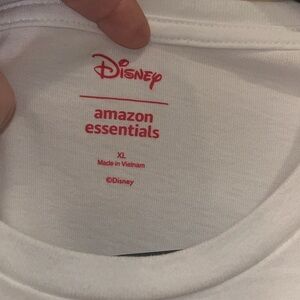 Disney
amazon
essentials
XL
Made in Vietnam
©Disney